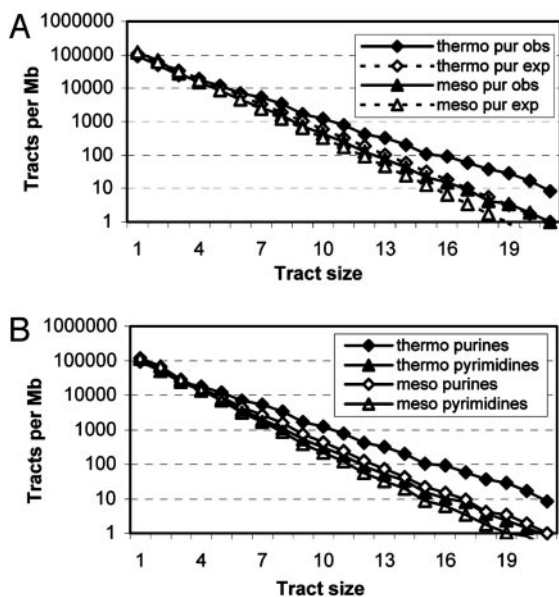 A
1000000
100000
10000
1000
100
10
1
Tracts per Mb
thermo pur obs
thermo pur exp
meso pur obs
meso pur exp
1 4 7 10 13 16 19
Tract size
B
1000000
100000
10000
1000
100
10
1
Tracts per Mb
thermo purines
thermo pyrimidines
meso purines
meso pyrimidines
1 4 7 10 13 16 19
Tract size